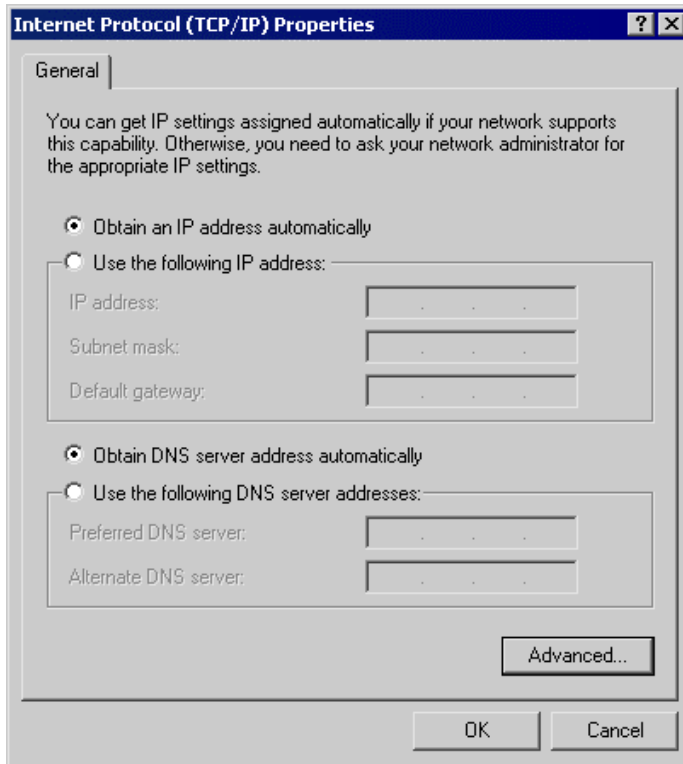 Internet Protocol (TCP/IP) Properties
General
You can get IP settings assigned automatically if your network supports
this capability. Otherwise, you need to ask your network administrator for
the appropriate IP settings.
Obtain an IP address automatically
Use the following IP address:
IP address:
Subnet mask:
Default gateway:
Obtain DNS server address automatically
Use the following DNS server addresses:
Preferred DNS server:
Alternate DNS server:
Advanced...
OK Cancel